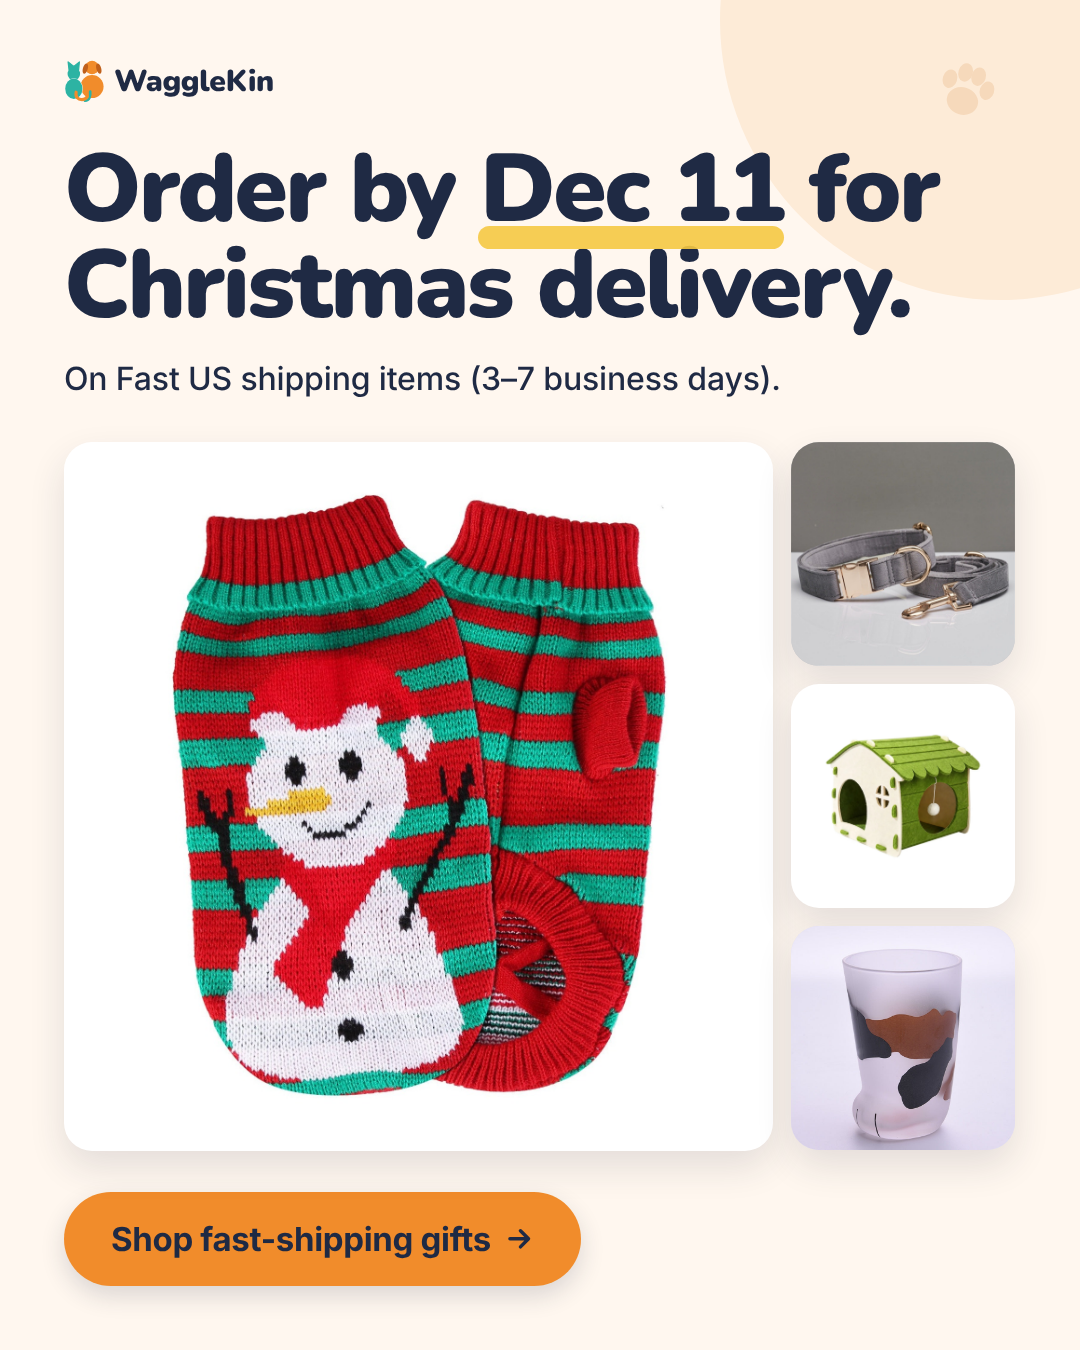 WaggleKin
Order by Dec 11 for
Christmas delivery.
On Fast US shipping items (3–7 business days).
Shop fast-shipping gifts →